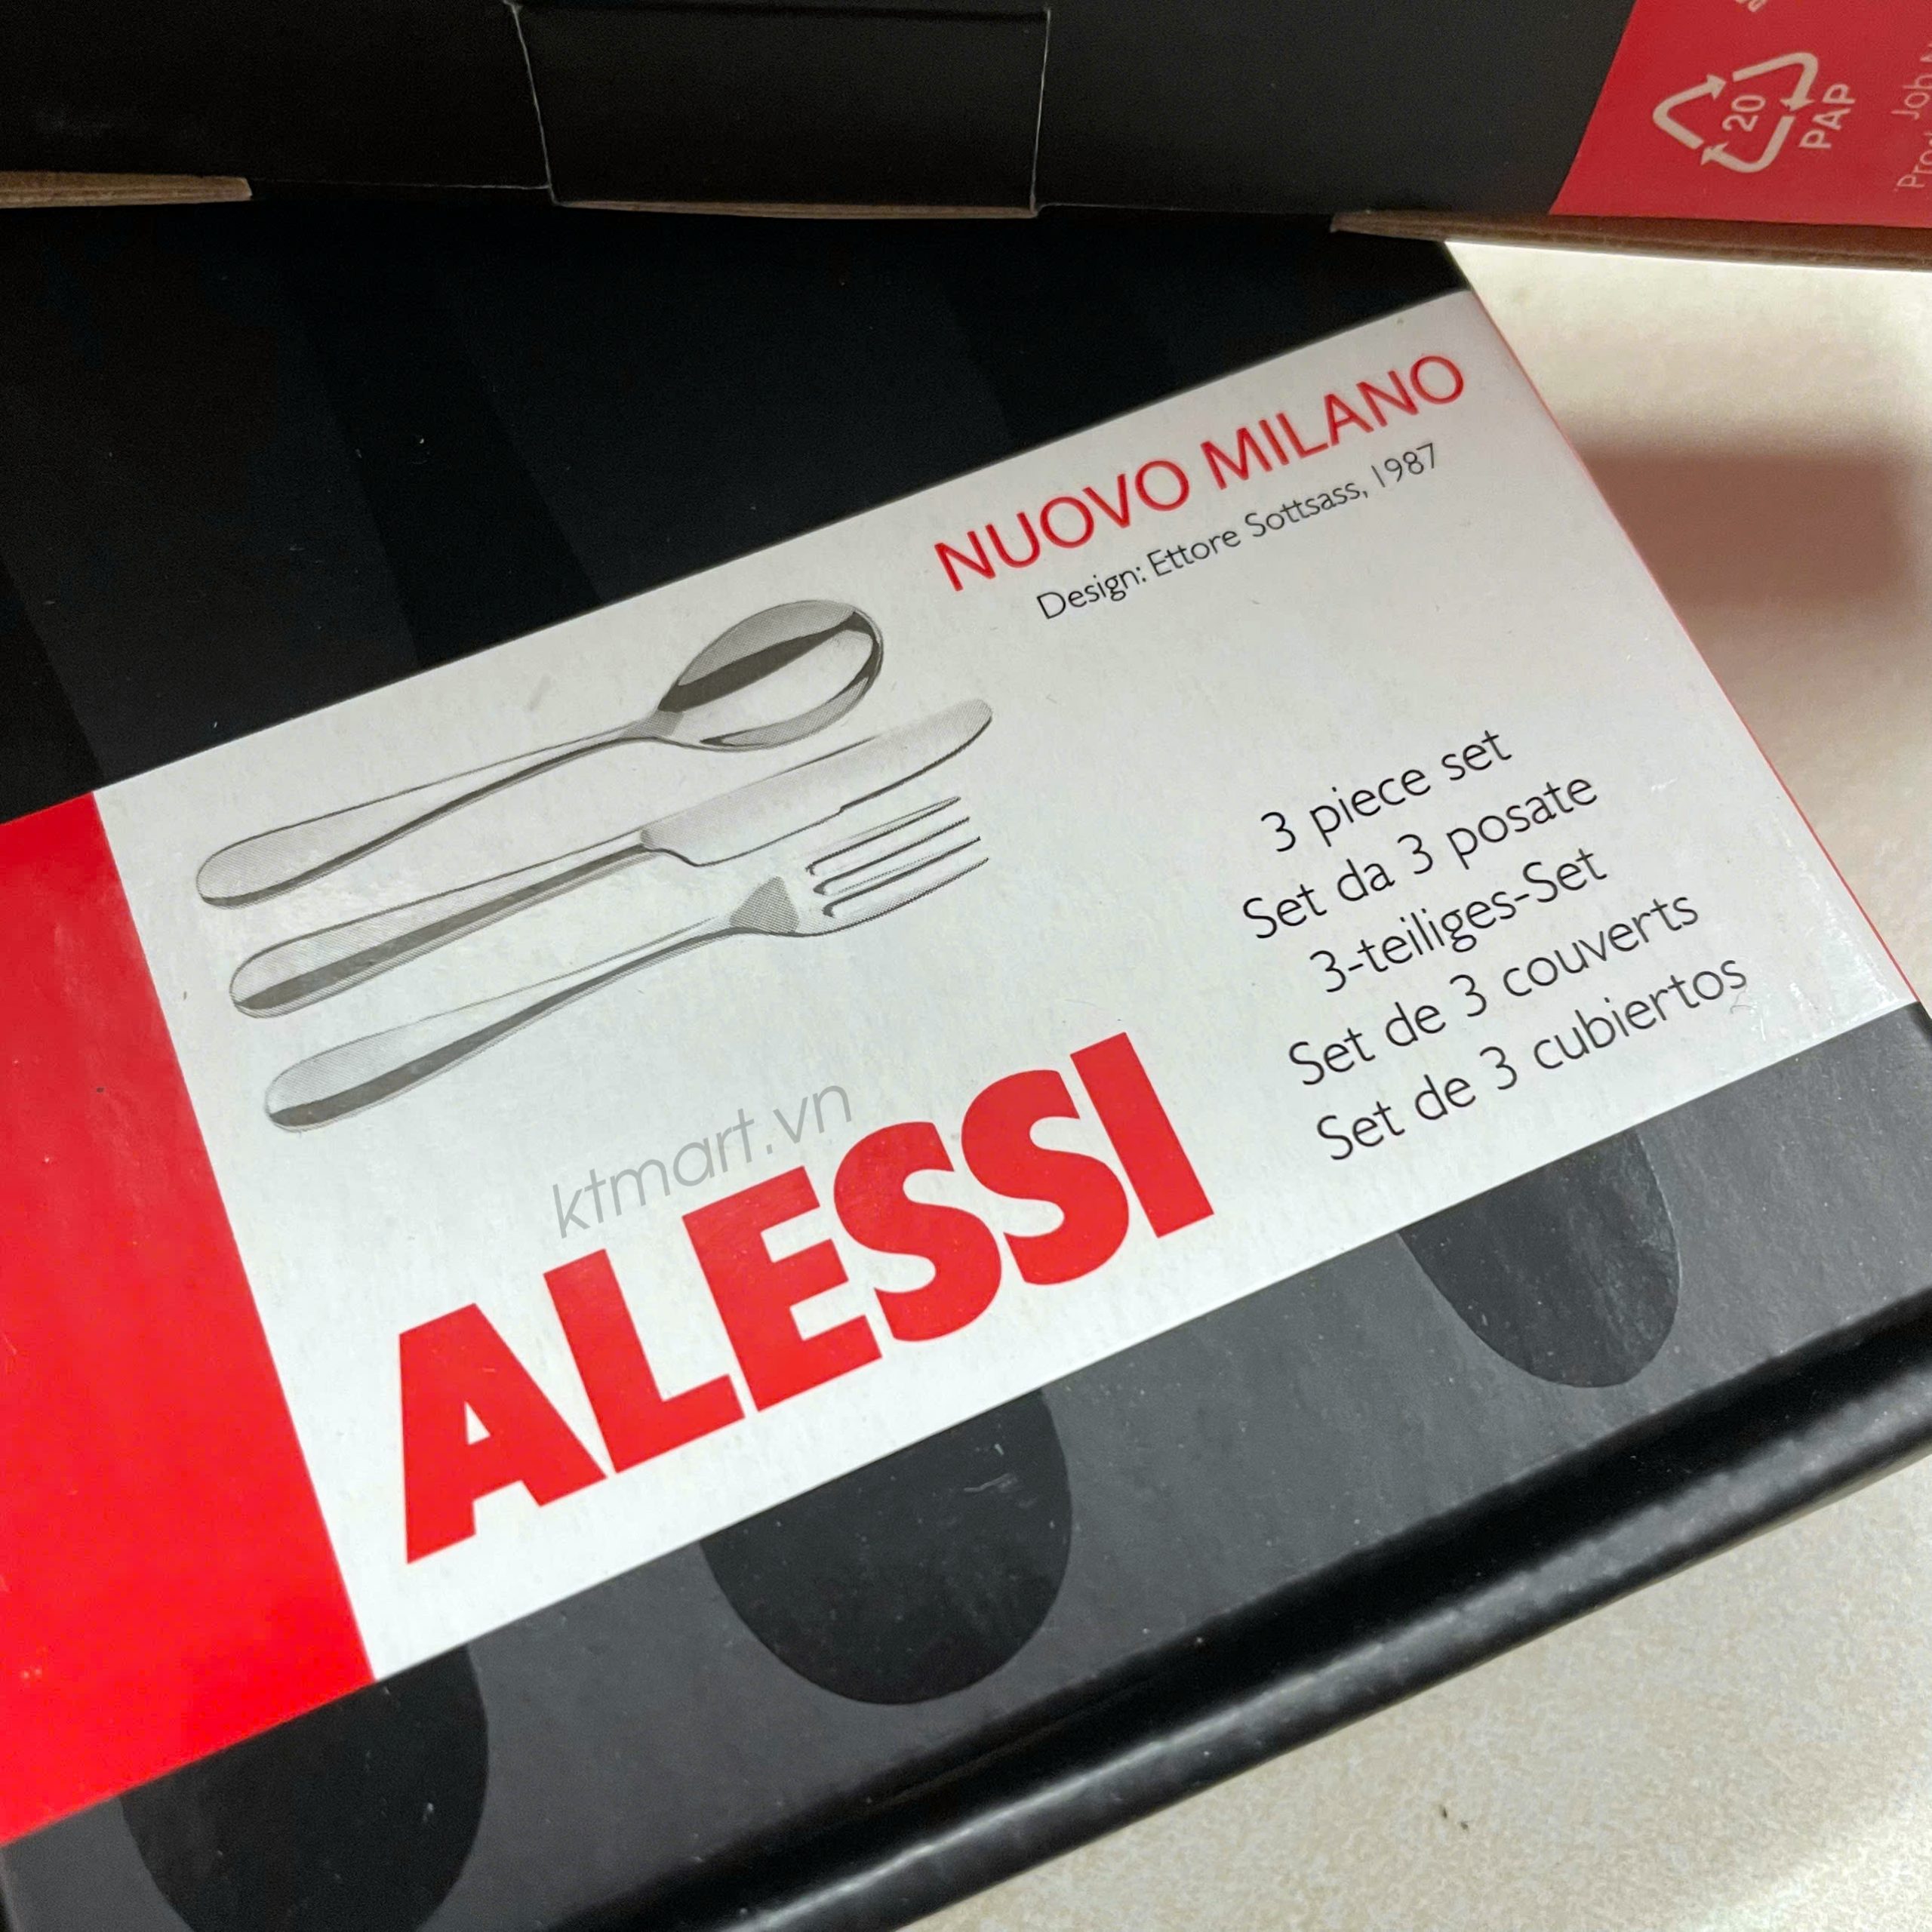 20
PAP
NUOVO MILANO
Design: Ettore Sottsass, 1987
3 piece set
Set da 3 posate
3-teiliges-Set
Set de 3 couverts
Set de 3 cubiertos
ktmart.vn
ALESSI